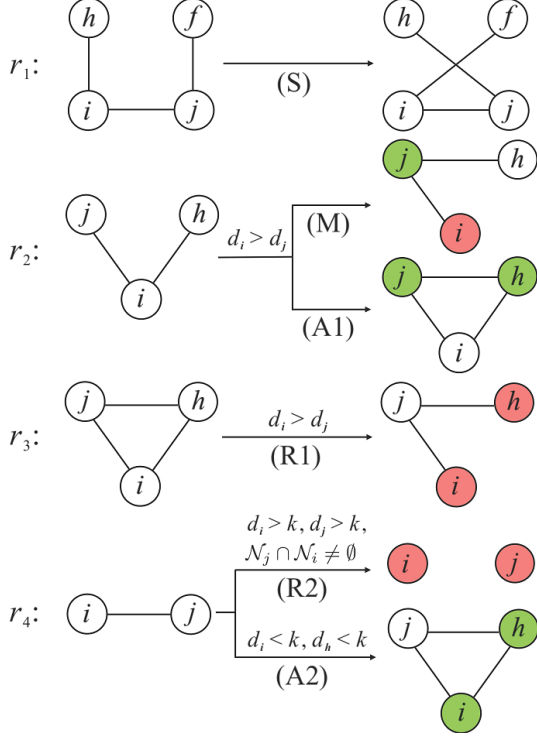 h f h f
r₁:
(S)
i j i j
j h
j h dᵢ > dⱼ (M) i
r₂:
i (A1) j h
i
j h dᵢ > dⱼ j h
r₃:
(R1)
i i
dᵢ > k, dⱼ > k,
𝒩ⱼ ∩ 𝒩ᵢ ≠ ∅ i j
(R2)
r₄: i j
dᵢ < k, dₕ < k j h
(A2)
i